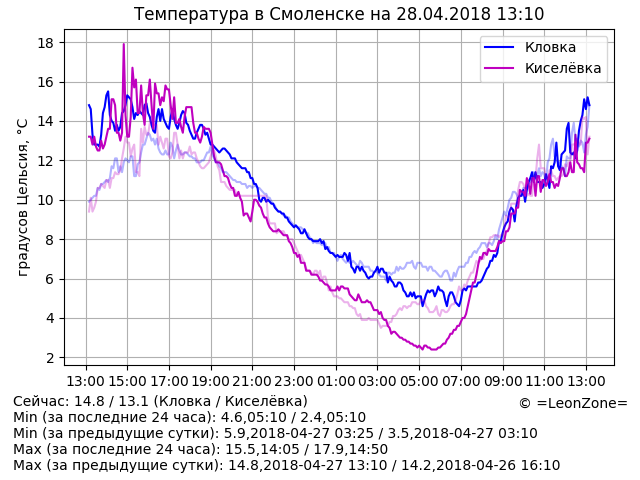 Температура в Смоленске на 28.04.2018 13:10
Кловка
Киселёвка
градусов Цельсия, °C
18
16
14
12
10
8
6
4
2
13:00 15:00 17:00 19:00 21:00 23:00 01:00 03:00 05:00 07:00 09:00 11:00 13:00
Сейчас: 14.8 / 13.1 (Кловка / Киселёвка)
© =LeonZone=
Min (за последние 24 часа): 4.6,05:10 / 2.4,05:10
Min (за предыдущие сутки): 5.9,2018-04-27 03:25 / 3.5,2018-04-27 03:10
Max (за последние 24 часа): 15.5,14:05 / 17.9,14:50
Max (за предыдущие сутки): 14.8,2018-04-27 13:10 / 14.2,2018-04-26 16:10